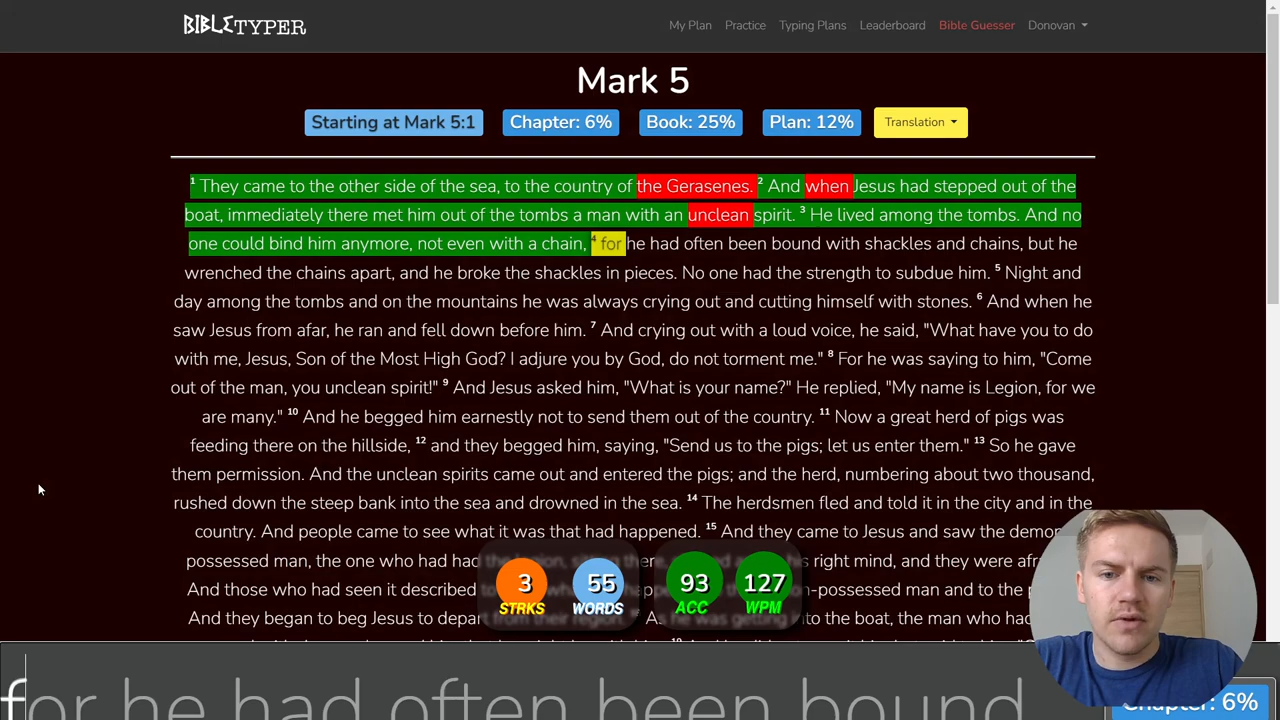 BIBLETYPER My Plan Practice Typing Plans Leaderboard Bible Guesser Donovan
Mark 5
Starting at Mark 5:1 Chapter: 6% Book: 25% Plan: 12% Translation
1 They came to the other side of the sea, to the country of the Gerasenes. 2 And when Jesus had stepped out of the
boat, immediately there met him out of the tombs a man with an unclean spirit. 3 He lived among the tombs. And no
one could bind him anymore, not even with a chain, 4 for he had often been bound with shackles and chains, but he
wrenched the chains apart, and he broke the shackles in pieces. No one had the strength to subdue him. 5 Night and
day among the tombs and on the mountains he was always crying out and cutting himself with stones. 6 And when he
saw Jesus from afar, he ran and fell down before him. 7 And crying out with a loud voice, he said, "What have you to do
with me, Jesus, Son of the Most High God? I adjure you by God, do not torment me." 8 For he was saying to him, "Come
out of the man, you unclean spirit!" 9 And Jesus asked him, "What is your name?" He replied, "My name is Legion, for we
are many." 10 And he begged him earnestly not to send them out of the country. 11 Now a great herd of pigs was
feeding there on the hillside, 12 and they begged him, saying, "Send us to the pigs; let us enter them." 13 So he gave
them permission. And the unclean spirits came out and entered the pigs; and the herd, numbering about two thousand,
rushed down the steep bank into the sea and drowned in the sea. 14 The herdsmen fled and told it in the city and in the
country. And people came to see what it was that had happened. 15 And they came to Jesus and saw the demon-
possessed man, the one who had had the legion, sitting there, his right mind, and they were
And those who had seen it described to the
And they began to beg Jesus to depart from their region. As he was getting into the boat, the man who had
3 STRKS 55 WORDS 93 ACC 127 WPM
for he had often been bound
Chapter: 6%